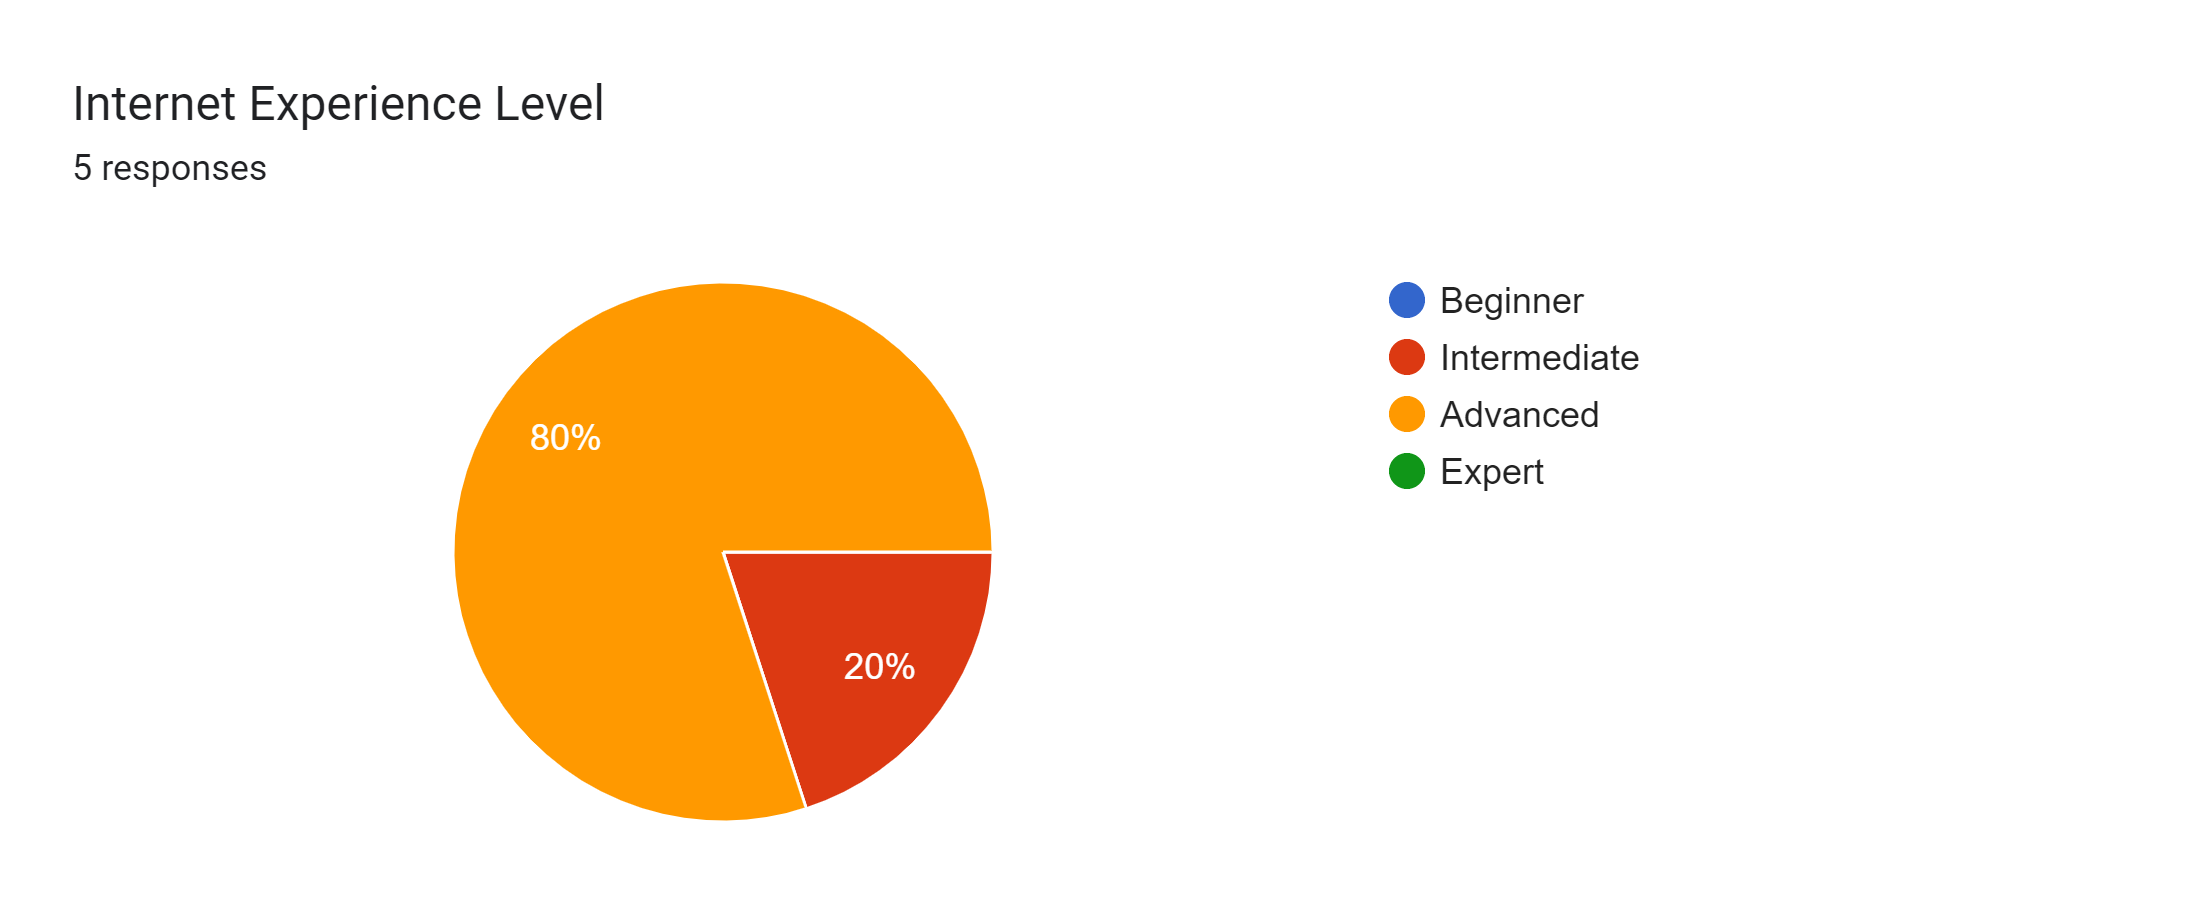 Internet Experience Level
5 responses
80%
20%
Beginner
Intermediate
Advanced
Expert